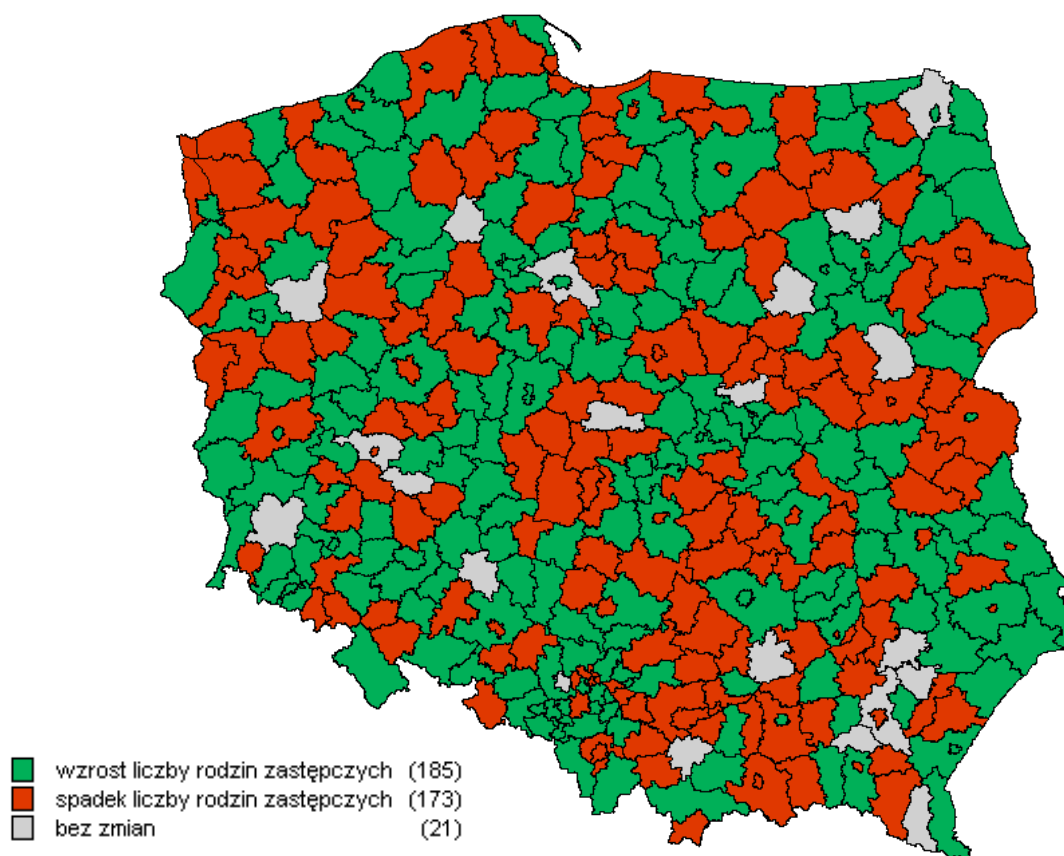 wzrost liczby rodzin zastępczych (185)
spadek liczby rodzin zastępczych (173)
bez zmian (21)